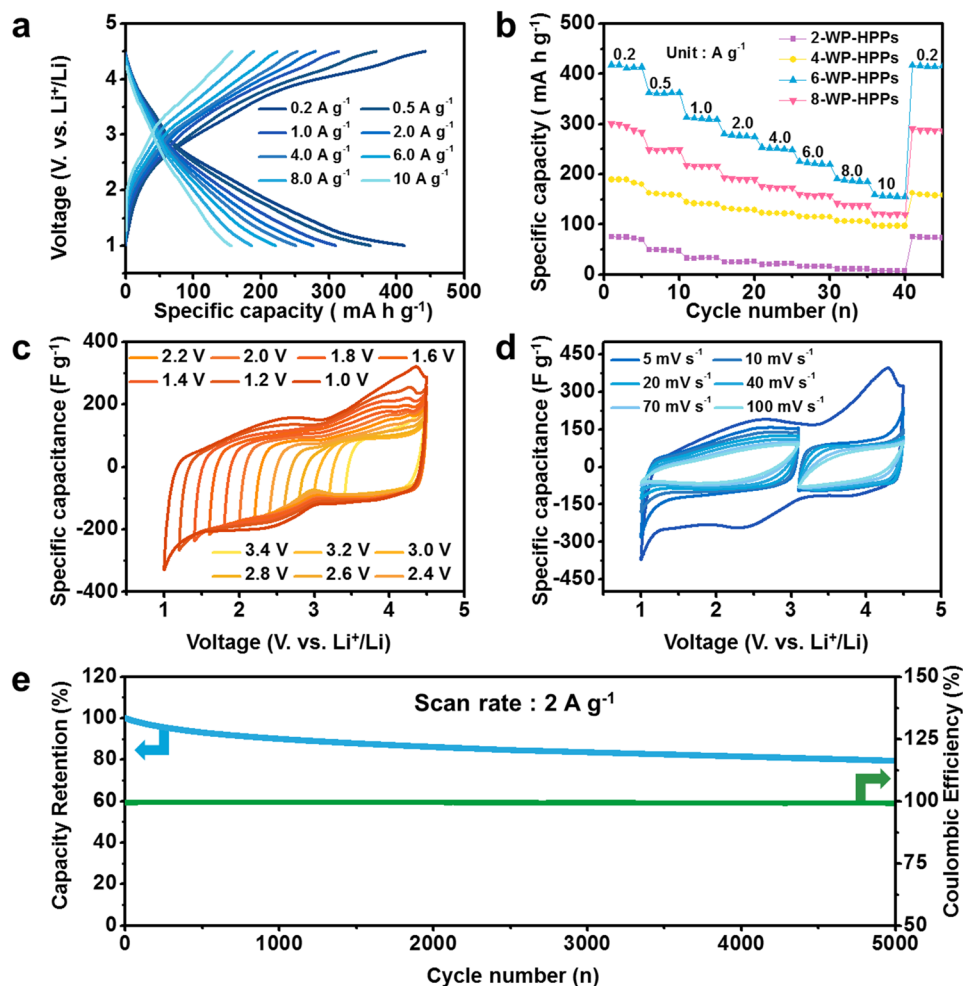 a
Voltage (V. vs. Li⁺/Li)
5
4
3
2
1
0.2 A g⁻¹ 0.5 A g⁻¹
1.0 A g⁻¹ 2.0 A g⁻¹
4.0 A g⁻¹ 6.0 A g⁻¹
8.0 A g⁻¹ 10 A g⁻¹
0 100 200 300 400 500
Specific capacity ( mA h g⁻¹)
b
Specific capacity ( mA h g⁻¹)
500
400
300
200
100
0
Unit : A g⁻¹
2-WP-HPPs
4-WP-HPPs
6-WP-HPPs
8-WP-HPPs
0.2
0.5
1.0
2.0
4.0
6.0
8.0
10
0.2
0 10 20 30 40
Cycle number (n)
c
Specific capacitance (F g⁻¹)
400
200
0
-200
-400
2.2 V 2.0 V 1.8 V 1.6 V
1.4 V 1.2 V 1.0 V
3.4 V 3.2 V 3.0 V
2.8 V 2.6 V 2.4 V
1 2 3 4 5
Voltage (V. vs. Li⁺/Li)
d
Specific capacitance (F g⁻¹)
450
300
150
0
-150
-300
-450
5 mV s⁻¹ 10 mV s⁻¹
20 mV s⁻¹ 40 mV s⁻¹
70 mV s⁻¹ 100 mV s⁻¹
1 2 3 4 5
Voltage (V. vs. Li⁺/Li)
e
Capacity Retention (%)
120
100
80
60
40
20
0
Scan rate : 2 A g⁻¹
150
125
100
75
50
Coulombic Efficiency (%)
0 1000 2000 3000 4000 5000
Cycle number (n)